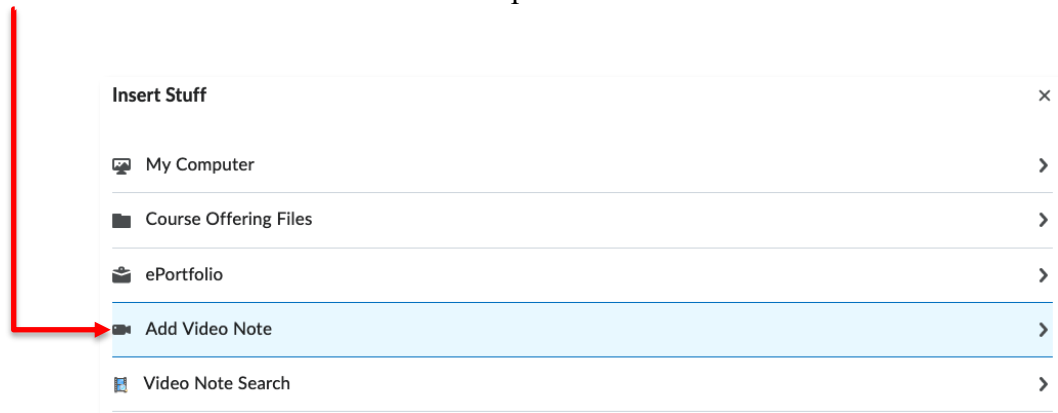 Insert Stuff
My Computer
Course Offering Files
ePortfolio
Add Video Note
Video Note Search